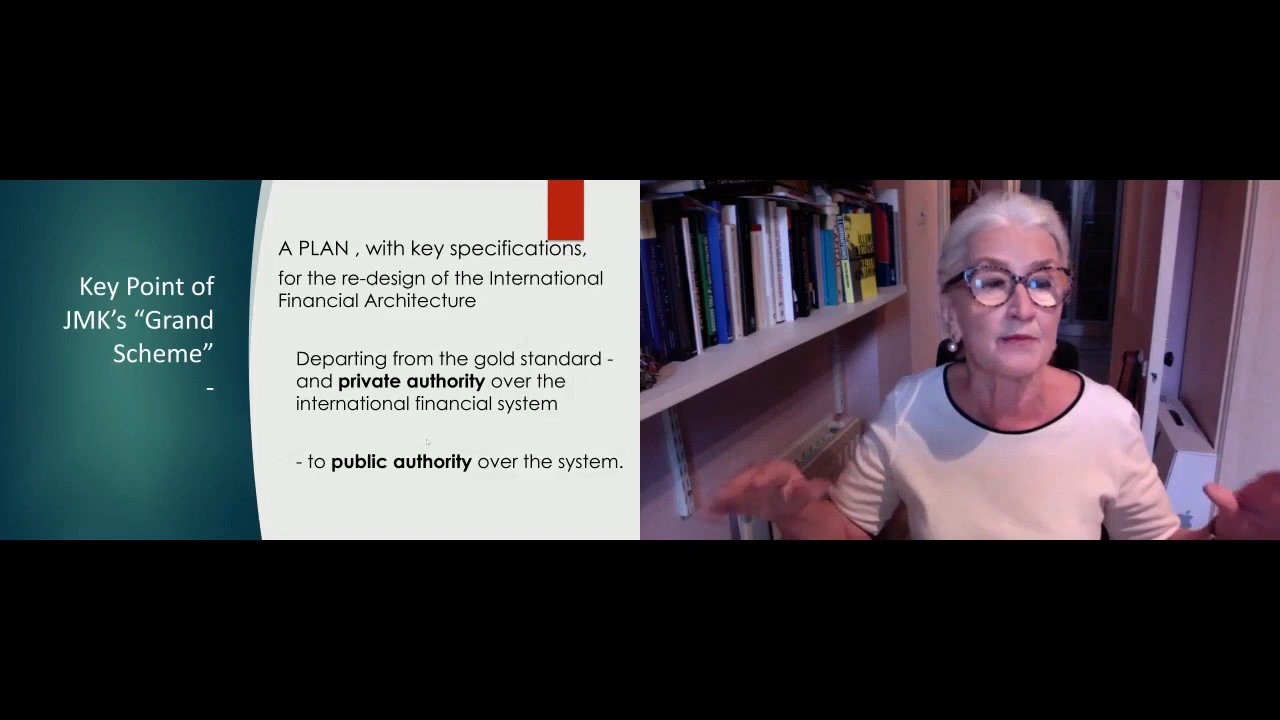 Key Point of
JMK's “Grand
Scheme”
-
A PLAN , with key specifications,
for the re-design of the International
Financial Architecture
Departing from the gold standard -
and private authority over the
international financial system
- to public authority over the system.